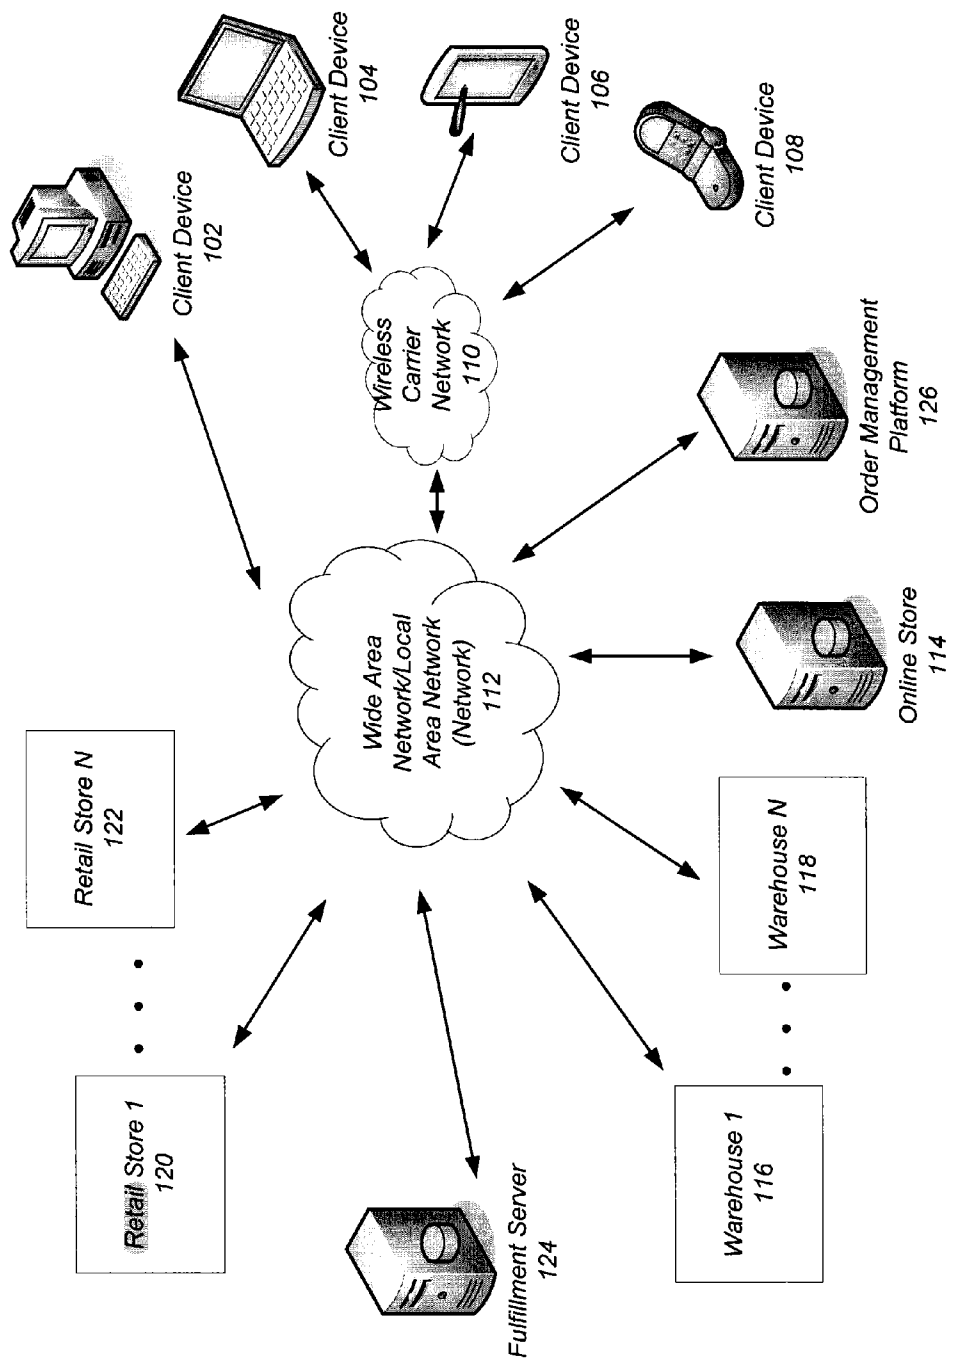 Retail Store 1
120
Retail Store N
122
Client Device
102
Client Device
104
Client Device
106
Client Device
108
Wireless
Carrier
Network
110
Wide Area
Network/Local
Area Network
(Network)
112
Fulfillment Server
124
Warehouse 1
116
Warehouse N
118
Online Store
114
Order Management
Platform
126